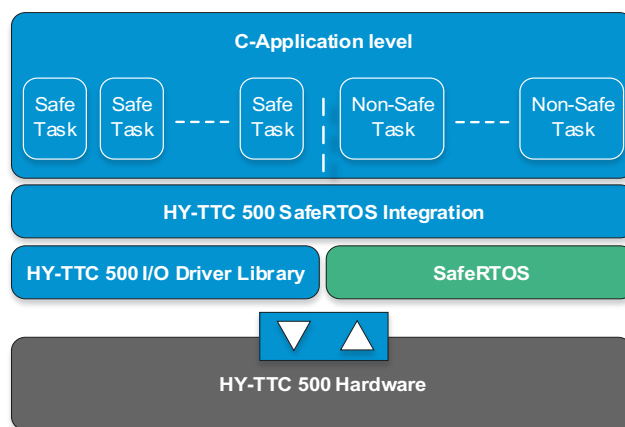 C-Application level
Safe Task
Safe Task
Safe Task
Non-Safe Task
Non-Safe Task
HY-TTC 500 SafeRTOS Integration
HY-TTC 500 I/O Driver Library
SafeRTOS
HY-TTC 500 Hardware